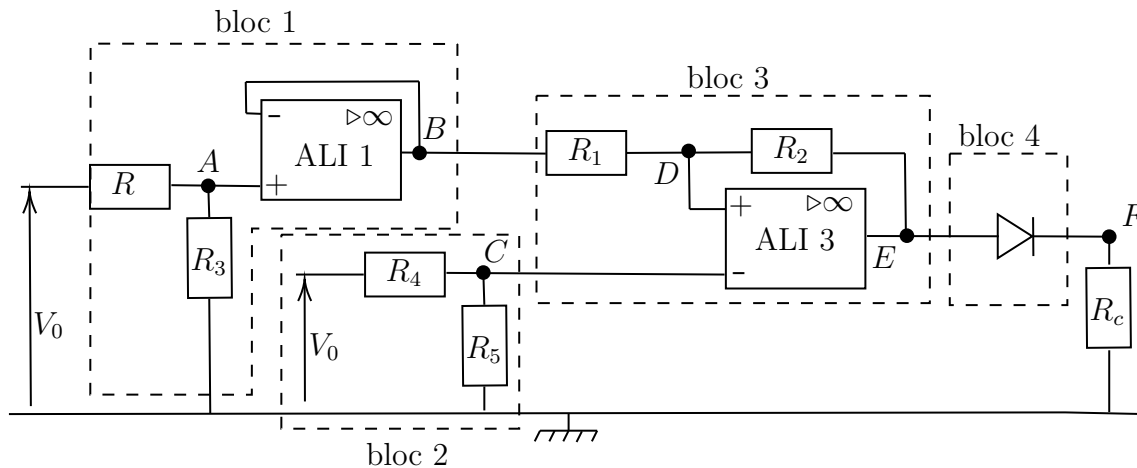 bloc 1
bloc 3
bloc 4
bloc 2
- ▷∞
ALI 1
+
A
B
R
R₃
V₀
R₁
R₂
D
+ ▷∞
ALI 3
-
E
F
C
R₄
R₅
V₀
R_c